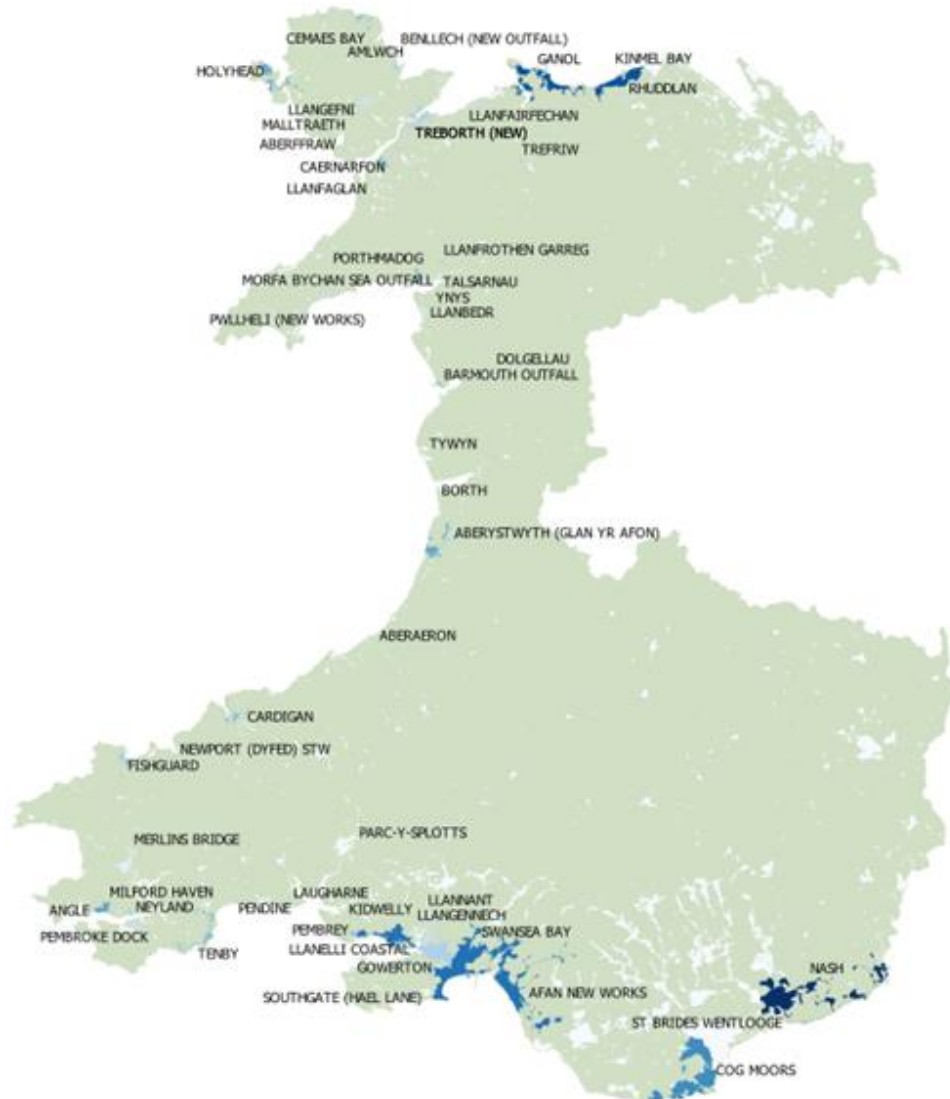 CEMAES BAY
BENLLECH (NEW OUTFALL)
AMLWCH
HOLYHEAD
GANOL
KINMEL BAY
RHUDDLAN
LLANGEFNI
MALLTRAETH
ABERFFRAW
LLANFAIRFECHAN
TREBORTH (NEW)
TREFRIW
CAERNARFON
LLANFAGLAN
LLANFROTHEN GARREG
PORTHMADOG
MORFA BYCHAN SEA OUTFALL
TALSARNAU
YNYS
LLANBEDR
PWLLHELI (NEW WORKS)
DOLGELLAU
BARMOUTH OUTFALL
TYWYN
BORTH
ABERYSTWYTH (GLAN YR AFON)
ABERAERON
CARDIGAN
NEWPORT (DYFED) STW
FISHGUARD
PARC-Y-SPLOTTS
MERLINS BRIDGE
MILFORD HAVEN
NEYLAND
ANGLE
PEMBROKE DOCK
TENBY
LAUGHARNE
PENDINE
KIDWELLY
LLANNANT
LLANGENNECH
PEMBREY
SWANSEA BAY
LLANELLI COASTAL
GOWERTON
SOUTHGATE (HAEL LANE)
AFAN NEW WORKS
NASH
ST BRIDES WENTLOOGE
COG MOORS